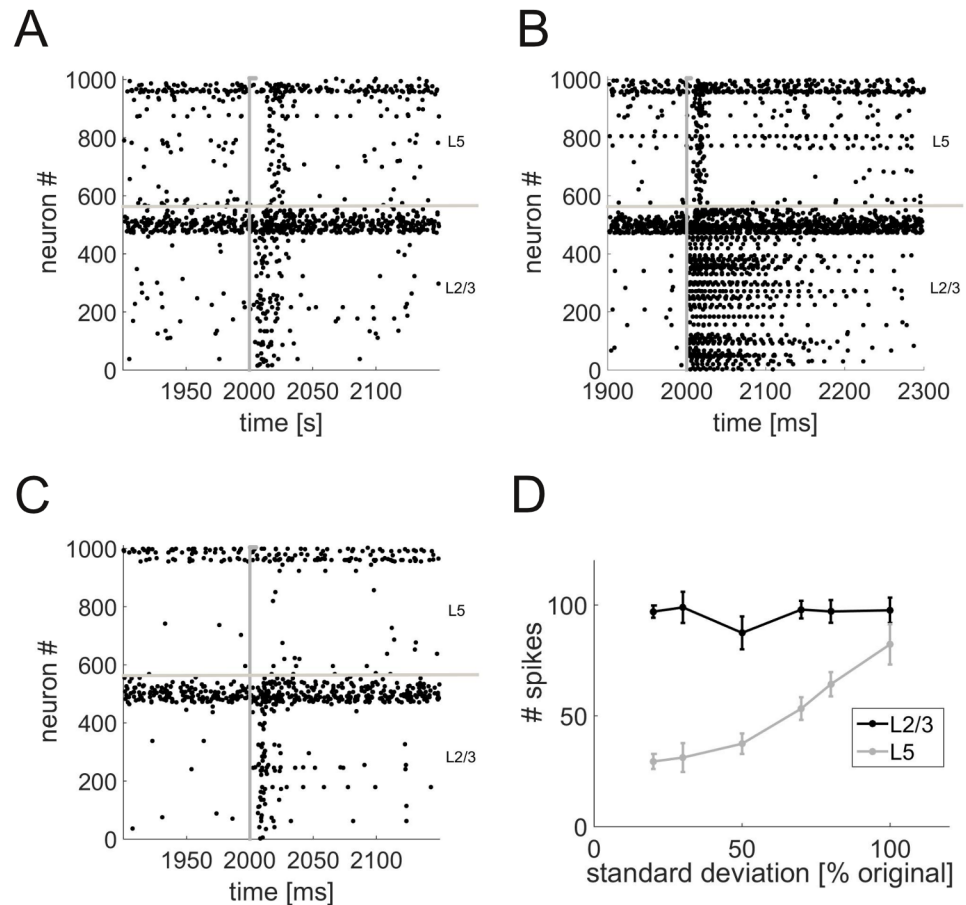 A
neuron #
1000
800
600
400
200
0
L5
L2/3
1950 2000 2050 2100
time [s]
B
neuron #
1000
800
600
400
200
0
L5
L2/3
1900 2000 2100 2200 2300
time [ms]
C
neuron #
1000
800
600
400
200
0
L5
L2/3
1950 2000 2050 2100
time [ms]
D
# spikes
100
50
0
L2/3
L5
0 50 100
standard deviation [% original]